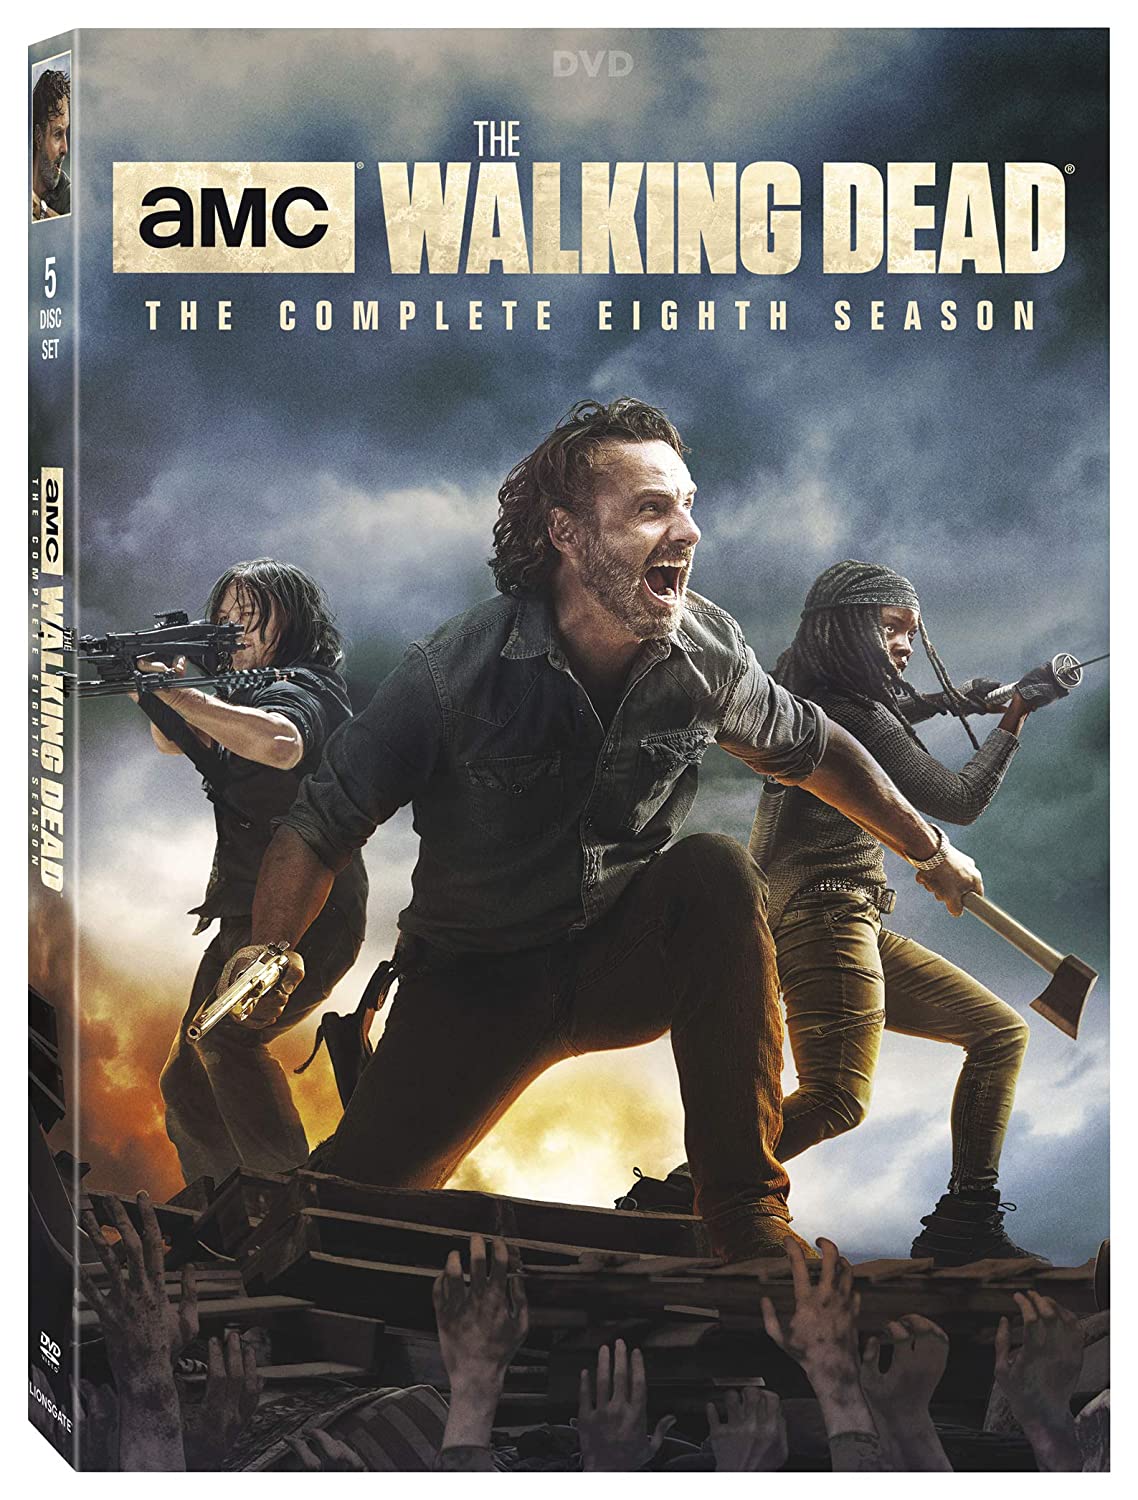 DVD
THE
aMC® WALKING DEAD®
THE COMPLETE EIGHTH SEASON
5
DISC
SET
aMC THE WALKING DEAD
THE COMPLETE EIGHTH SEASON
DVD
VIDEO
LIONSGATE